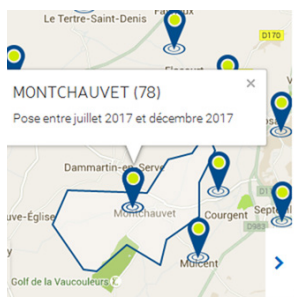 Le Tertre-Saint-Denis
D170
MONTCHAUVET (78)
×
Pose entre juillet 2017 et décembre 2017
Dammartin-en-Serve
Montchauvet
Courgent
D983
Mulcent
Golf de la Vaucouleurs